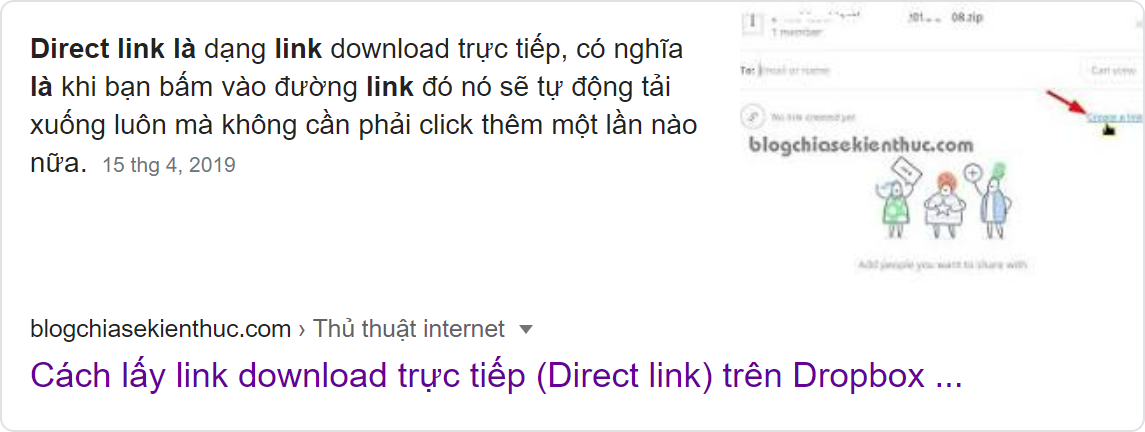 Direct link là dạng link download trực tiếp, có nghĩa
là khi bạn bấm vào đường link đó nó sẽ tự động tải
xuống luôn mà không cần phải click thêm một lần nào
nữa. 15 thg 4, 2019
08.zip
1 member
To: Email or name
Can view
No link created yet
Create a link
blogchiasekienthuc.com
Add people you want to share with
blogchiasekienthuc.com › Thủ thuật internet
Cách lấy link download trực tiếp (Direct link) trên Dropbox ...